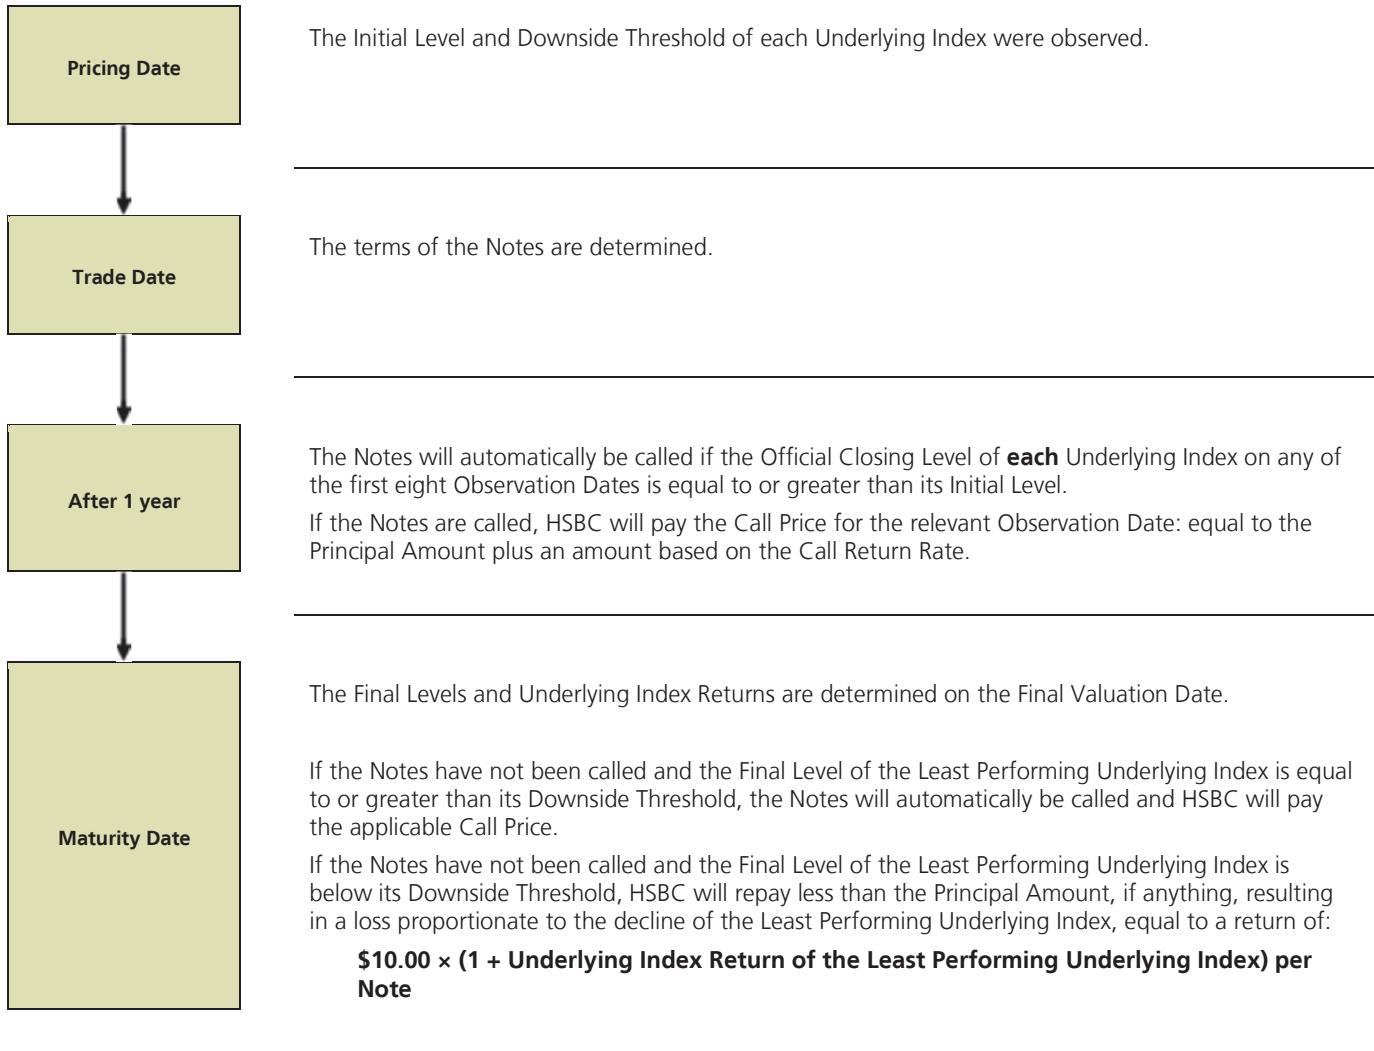 Pricing Date
The Initial Level and Downside Threshold of each Underlying Index were observed.
Trade Date
The terms of the Notes are determined.
After 1 year
The Notes will automatically be called if the Official Closing Level of each Underlying Index on any of
the first eight Observation Dates is equal to or greater than its Initial Level.
If the Notes are called, HSBC will pay the Call Price for the relevant Observation Date: equal to the
Principal Amount plus an amount based on the Call Return Rate.
Maturity Date
The Final Levels and Underlying Index Returns are determined on the Final Valuation Date.
If the Notes have not been called and the Final Level of the Least Performing Underlying Index is equal
to or greater than its Downside Threshold, the Notes will automatically be called and HSBC will pay
the applicable Call Price.
If the Notes have not been called and the Final Level of the Least Performing Underlying Index is
below its Downside Threshold, HSBC will repay less than the Principal Amount, if anything, resulting
in a loss proportionate to the decline of the Least Performing Underlying Index, equal to a return of:
$10.00 × (1 + Underlying Index Return of the Least Performing Underlying Index) per
Note